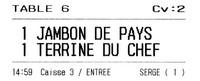 TABLE 6 Cv:2
1 JAMBON DE PAYS
1 TERRINE DU CHEF
14:59 Caisse 3 / ENTREE SERGE ( 1 )